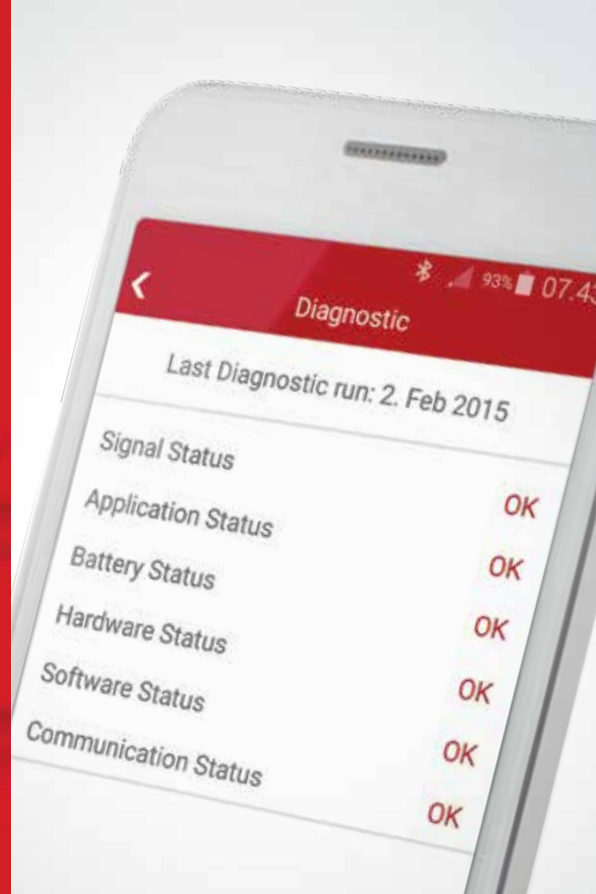 93% 07.43
Diagnostic
Last Diagnostic run: 2. Feb 2015
Signal Status OK
Application Status OK
Battery Status OK
Hardware Status OK
Software Status OK
Communication Status OK